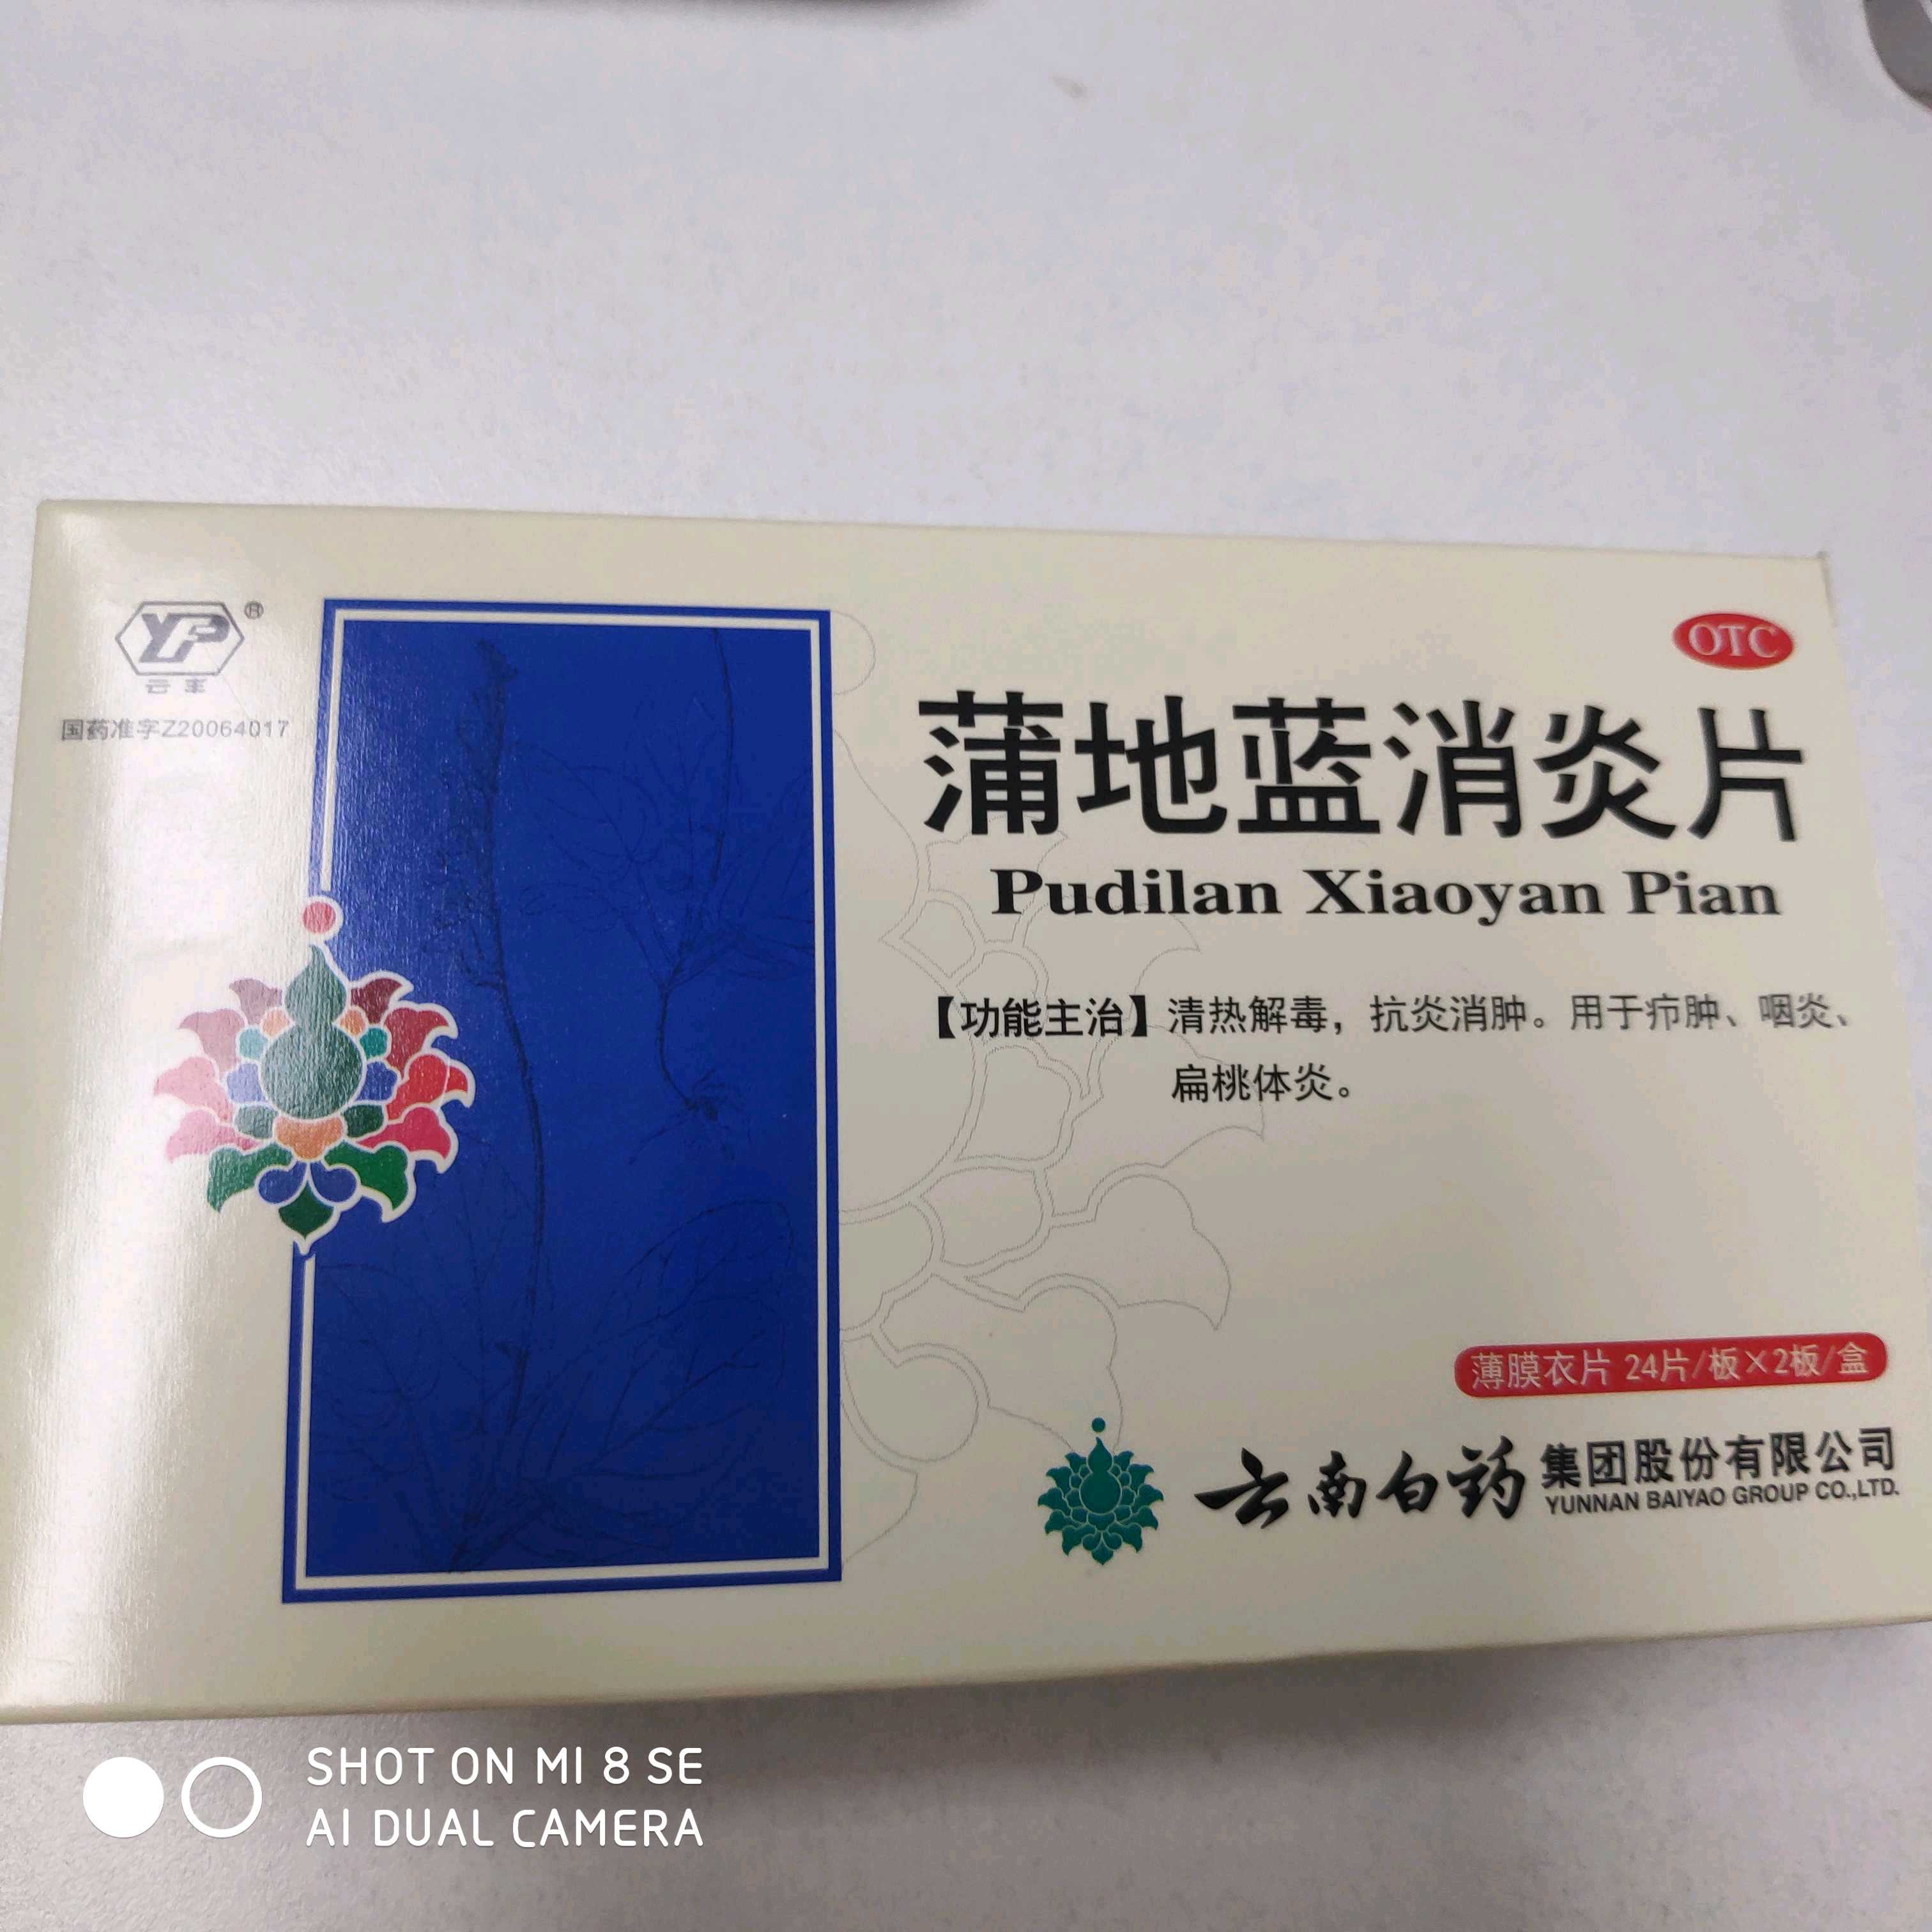 YP®
云丰
国药准字Z20064017
OTC
蒲地蓝消炎片
Pudilan Xiaoyan Pian
【功能主治】清热解毒，抗炎消肿。用于疖肿、咽炎、
扁桃体炎。
薄膜衣片 24片/板×2板/盒
云南白药 集团股份有限公司
YUNNAN BAIYAO GROUP CO.,LTD.
SHOT ON MI 8 SE
AI DUAL CAMERA